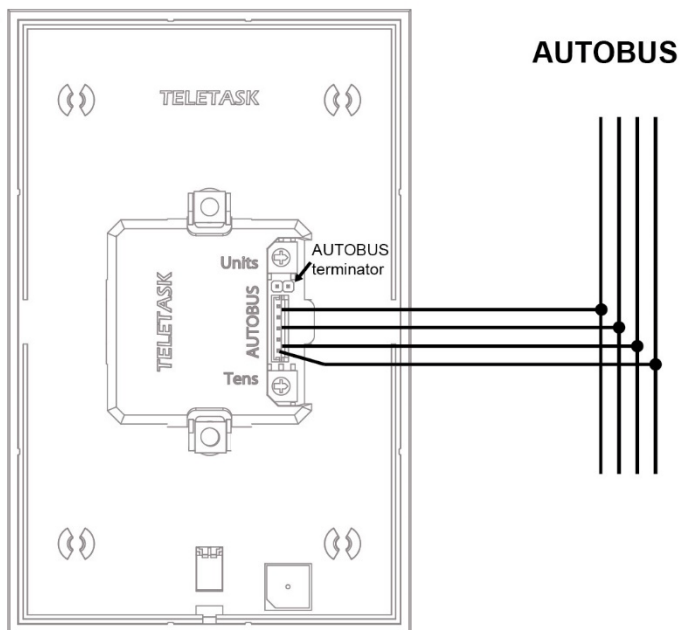 AUTOBUS
TELETASK
Units
AUTOBUS
terminator
TELETASK
AUTOBUS
Tens